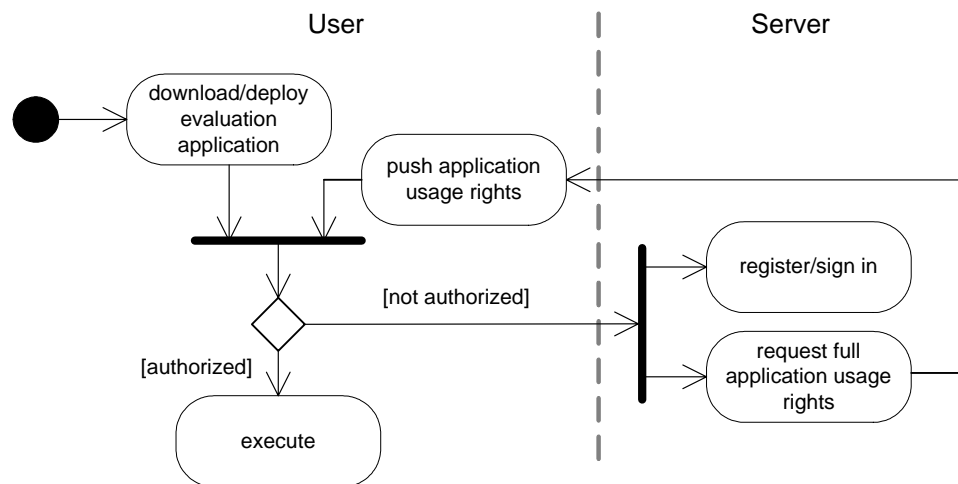 User
Server
download/deploy
evaluation
application
push application
usage rights
register/sign in
[not authorized]
request full
application usage
rights
[authorized]
execute